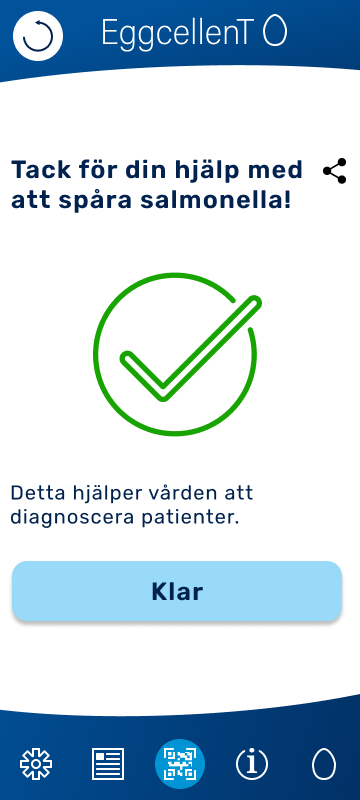 EggcellenT
Tack för din hjälp med
att spåra salmonella!
Detta hjälper vården att
diagnoscera patienter.
Klar